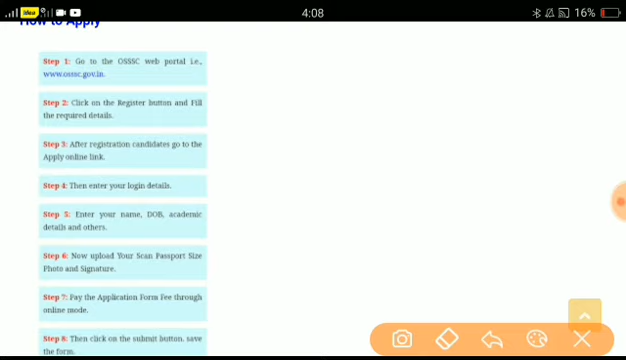 idea
4:08
16%
How to Apply
Step 1: Go to the OSSSC web portal i.e.,
www.osssc.gov.in.
Step 2: Click on the Register button and Fill
the required details.
Step 3: After registration candidates go to the
Apply online link.
Step 4: Then enter your login details.
Step 5: Enter your name, DOB, academic
details and others.
Step 6: Now upload Your Scan Passport Size
Photo and Signature.
Step 7: Pay the Application Form Fee through
online mode.
Step 8: Then click on the submit button, save
the form.